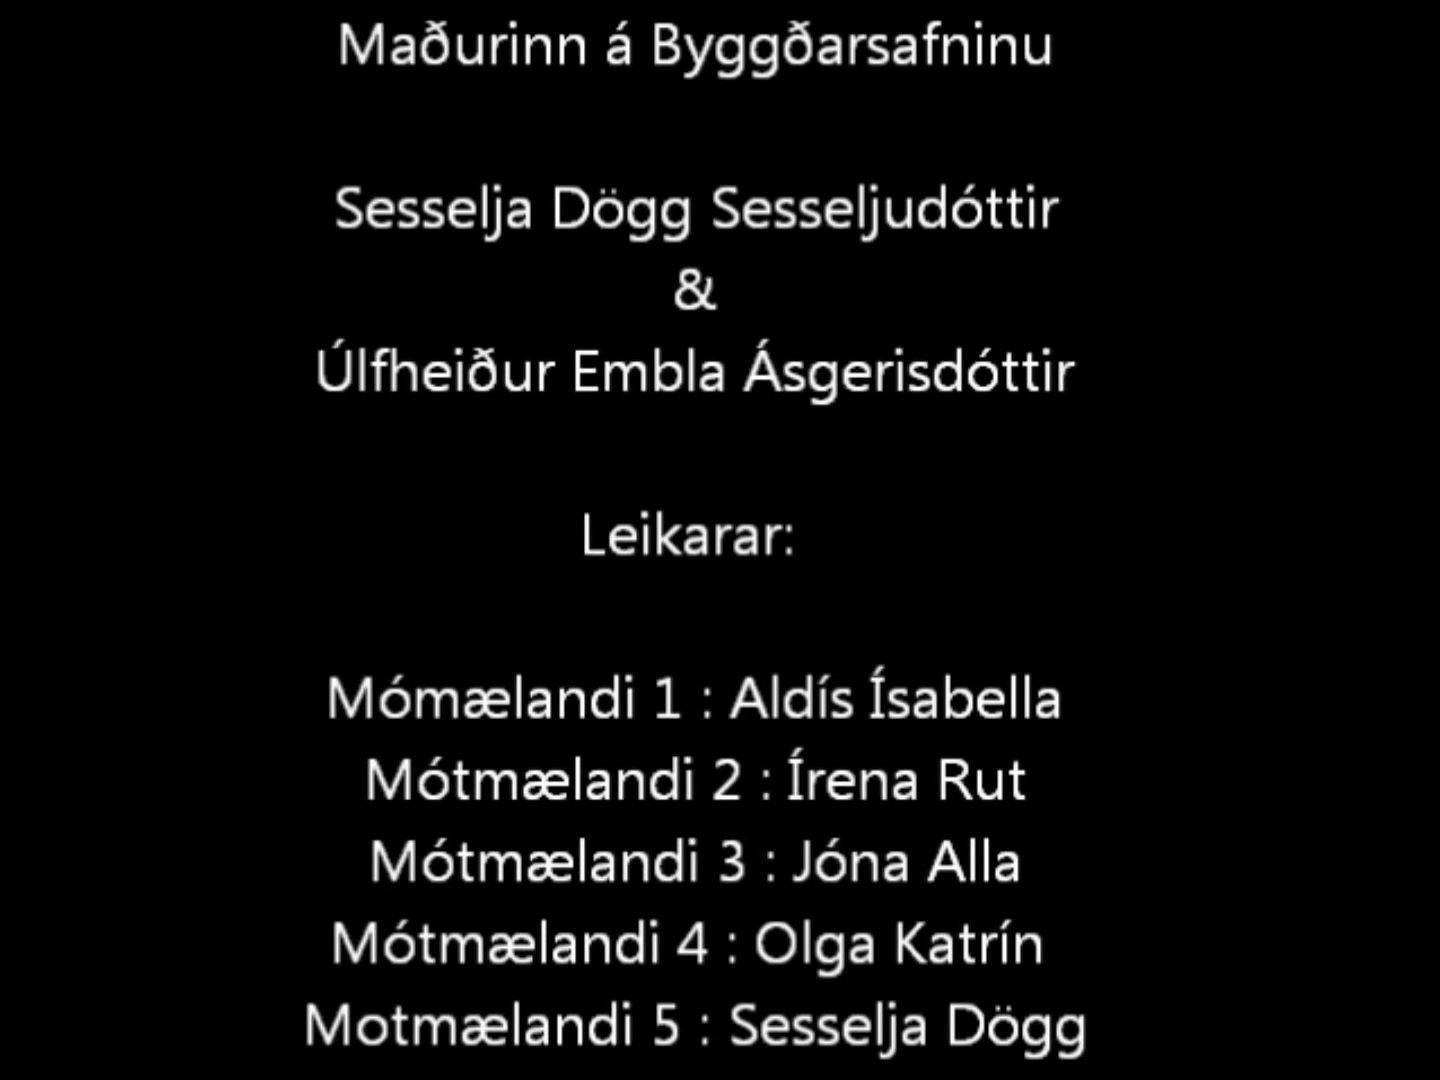 Maðurinn á Byggðarsafninu
Sesselja Dögg Sesseljudóttir
&
Úlfheiður Embla Ásgerisdóttir
Leikarar:
Mómælandi 1 : Aldís Ísabella
Mótmælandi 2 : Írena Rut
Mótmælandi 3 : Jóna Alla
Mótmælandi 4 : Olga Katrín
Motmælandi 5 : Sesselja Dögg